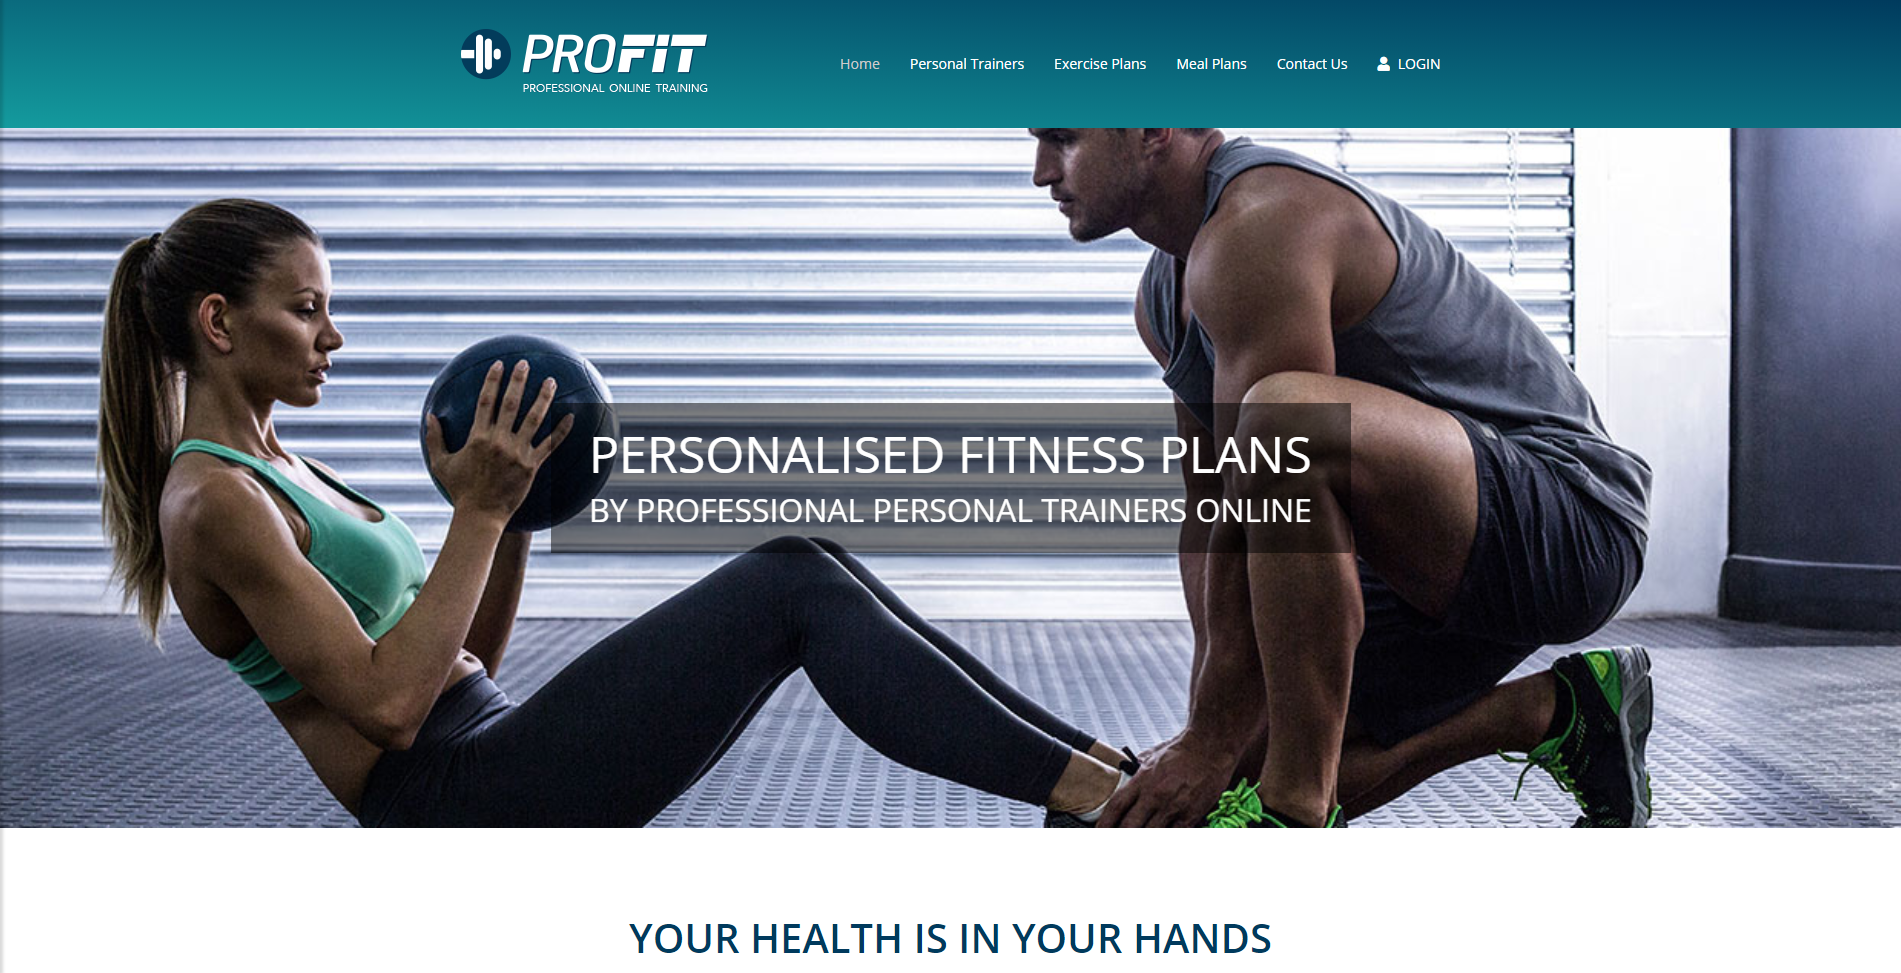 PROFIT
PROFESSIONAL ONLINE TRAINING
Home
Personal Trainers
Exercise Plans
Meal Plans
Contact Us
LOGIN
PERSONALISED FITNESS PLANS
BY PROFESSIONAL PERSONAL TRAINERS ONLINE
YOUR HEALTH IS IN YOUR HANDS